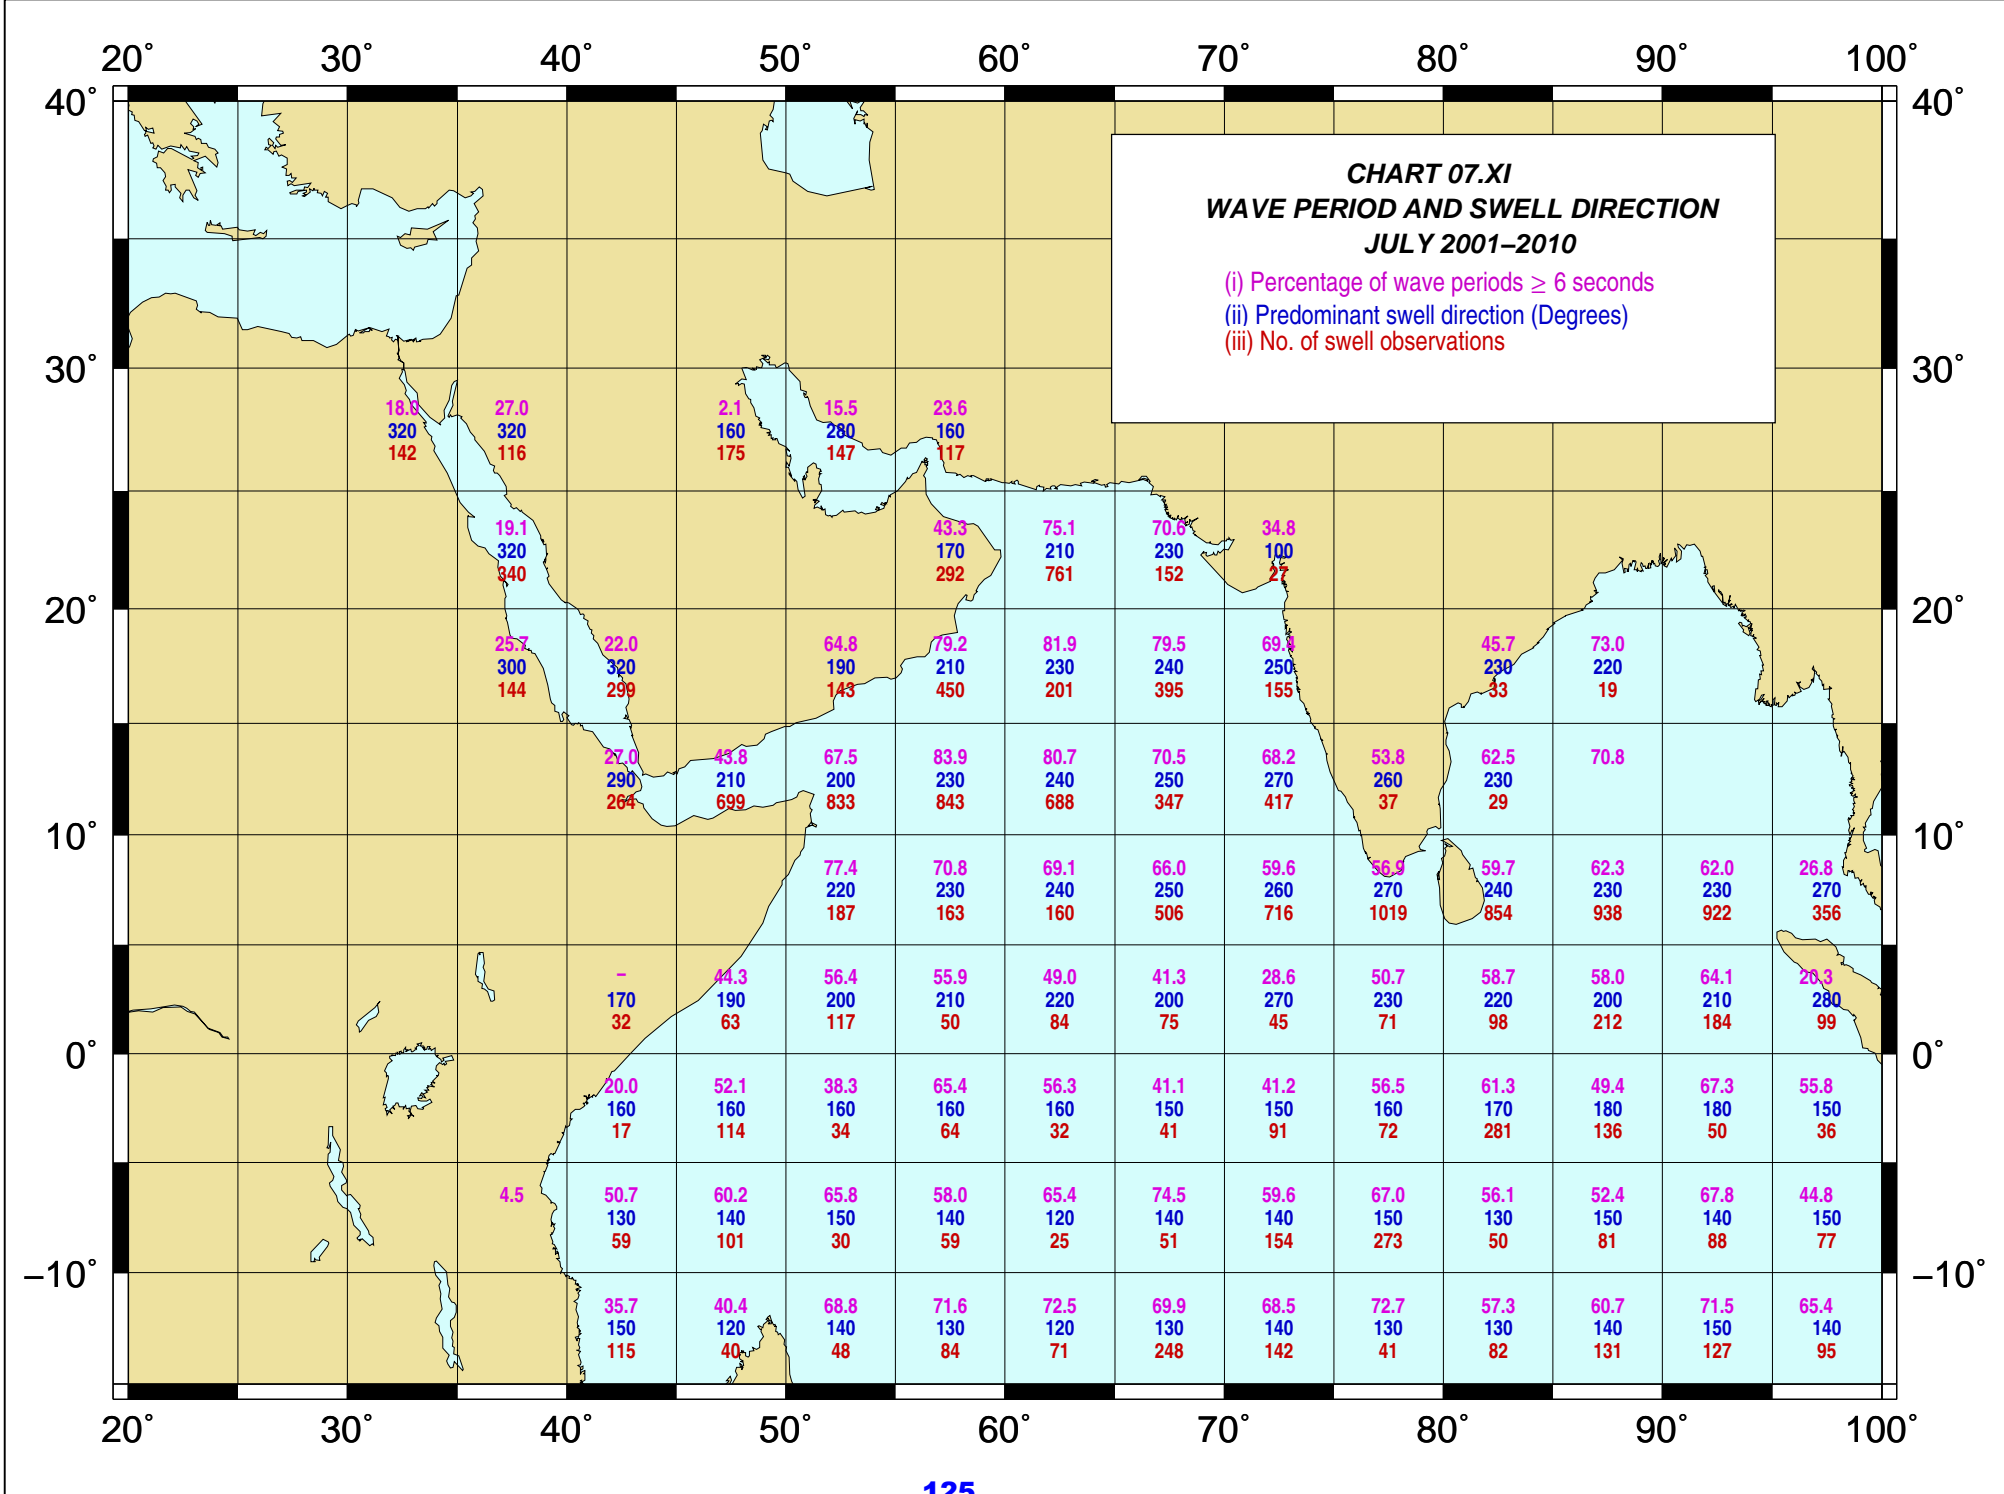 20° 30° 40° 50° 60° 70° 80° 90° 100°
40° 40°
CHART 07.XI
WAVE PERIOD AND SWELL DIRECTION
JULY 2001–2010
(i) Percentage of wave periods ≥ 6 seconds
(ii) Predominant swell direction (Degrees)
(iii) No. of swell observations
30° 30°
18.0 27.0 2.1 15.5 23.6
320 320 160 280 160
142 116 175 147 117
19.1 43.3 75.1 70.6 34.8
320 170 210 230 100
340 292 761 152 27
20° 20°
25.7 22.0 64.8 79.2 81.9 79.5 69.4 45.7 73.0
300 320 190 210 230 240 250 230 220
144 299 143 450 201 395 155 33 19
27.0 43.8 67.5 83.9 80.7 70.5 68.2 53.8 62.5 70.8
290 210 200 230 240 250 270 260 230
264 699 833 843 688 347 417 37 29
10° 10°
77.4 70.8 69.1 66.0 59.6 56.9 59.7 62.3 62.0 26.8
220 230 240 250 260 270 240 230 230 270
187 163 160 506 716 1019 854 938 922 356
– 44.3 56.4 55.9 49.0 41.3 28.6 50.7 58.7 58.0 64.1 20.3
170 190 200 210 220 200 270 230 220 200 210 280
32 63 117 50 84 75 45 71 98 212 184 99
0° 0°
20.0 52.1 38.3 65.4 56.3 41.1 41.2 56.5 61.3 49.4 67.3 55.8
160 160 160 160 160 150 150 160 170 180 180 150
17 114 34 64 32 41 91 72 281 136 50 36
4.5 50.7 60.2 65.8 58.0 65.4 74.5 59.6 67.0 56.1 52.4 67.8 44.8
130 140 150 140 120 140 140 150 130 150 140 150
59 101 30 59 25 51 154 273 50 81 88 77
–10° –10°
35.7 40.4 68.8 71.6 72.5 69.9 68.5 72.7 57.3 60.7 71.5 65.4
150 120 140 130 120 130 140 130 130 140 150 140
115 40 48 84 71 248 142 41 82 131 127 95
20° 30° 40° 50° 60° 70° 80° 90° 100°
125